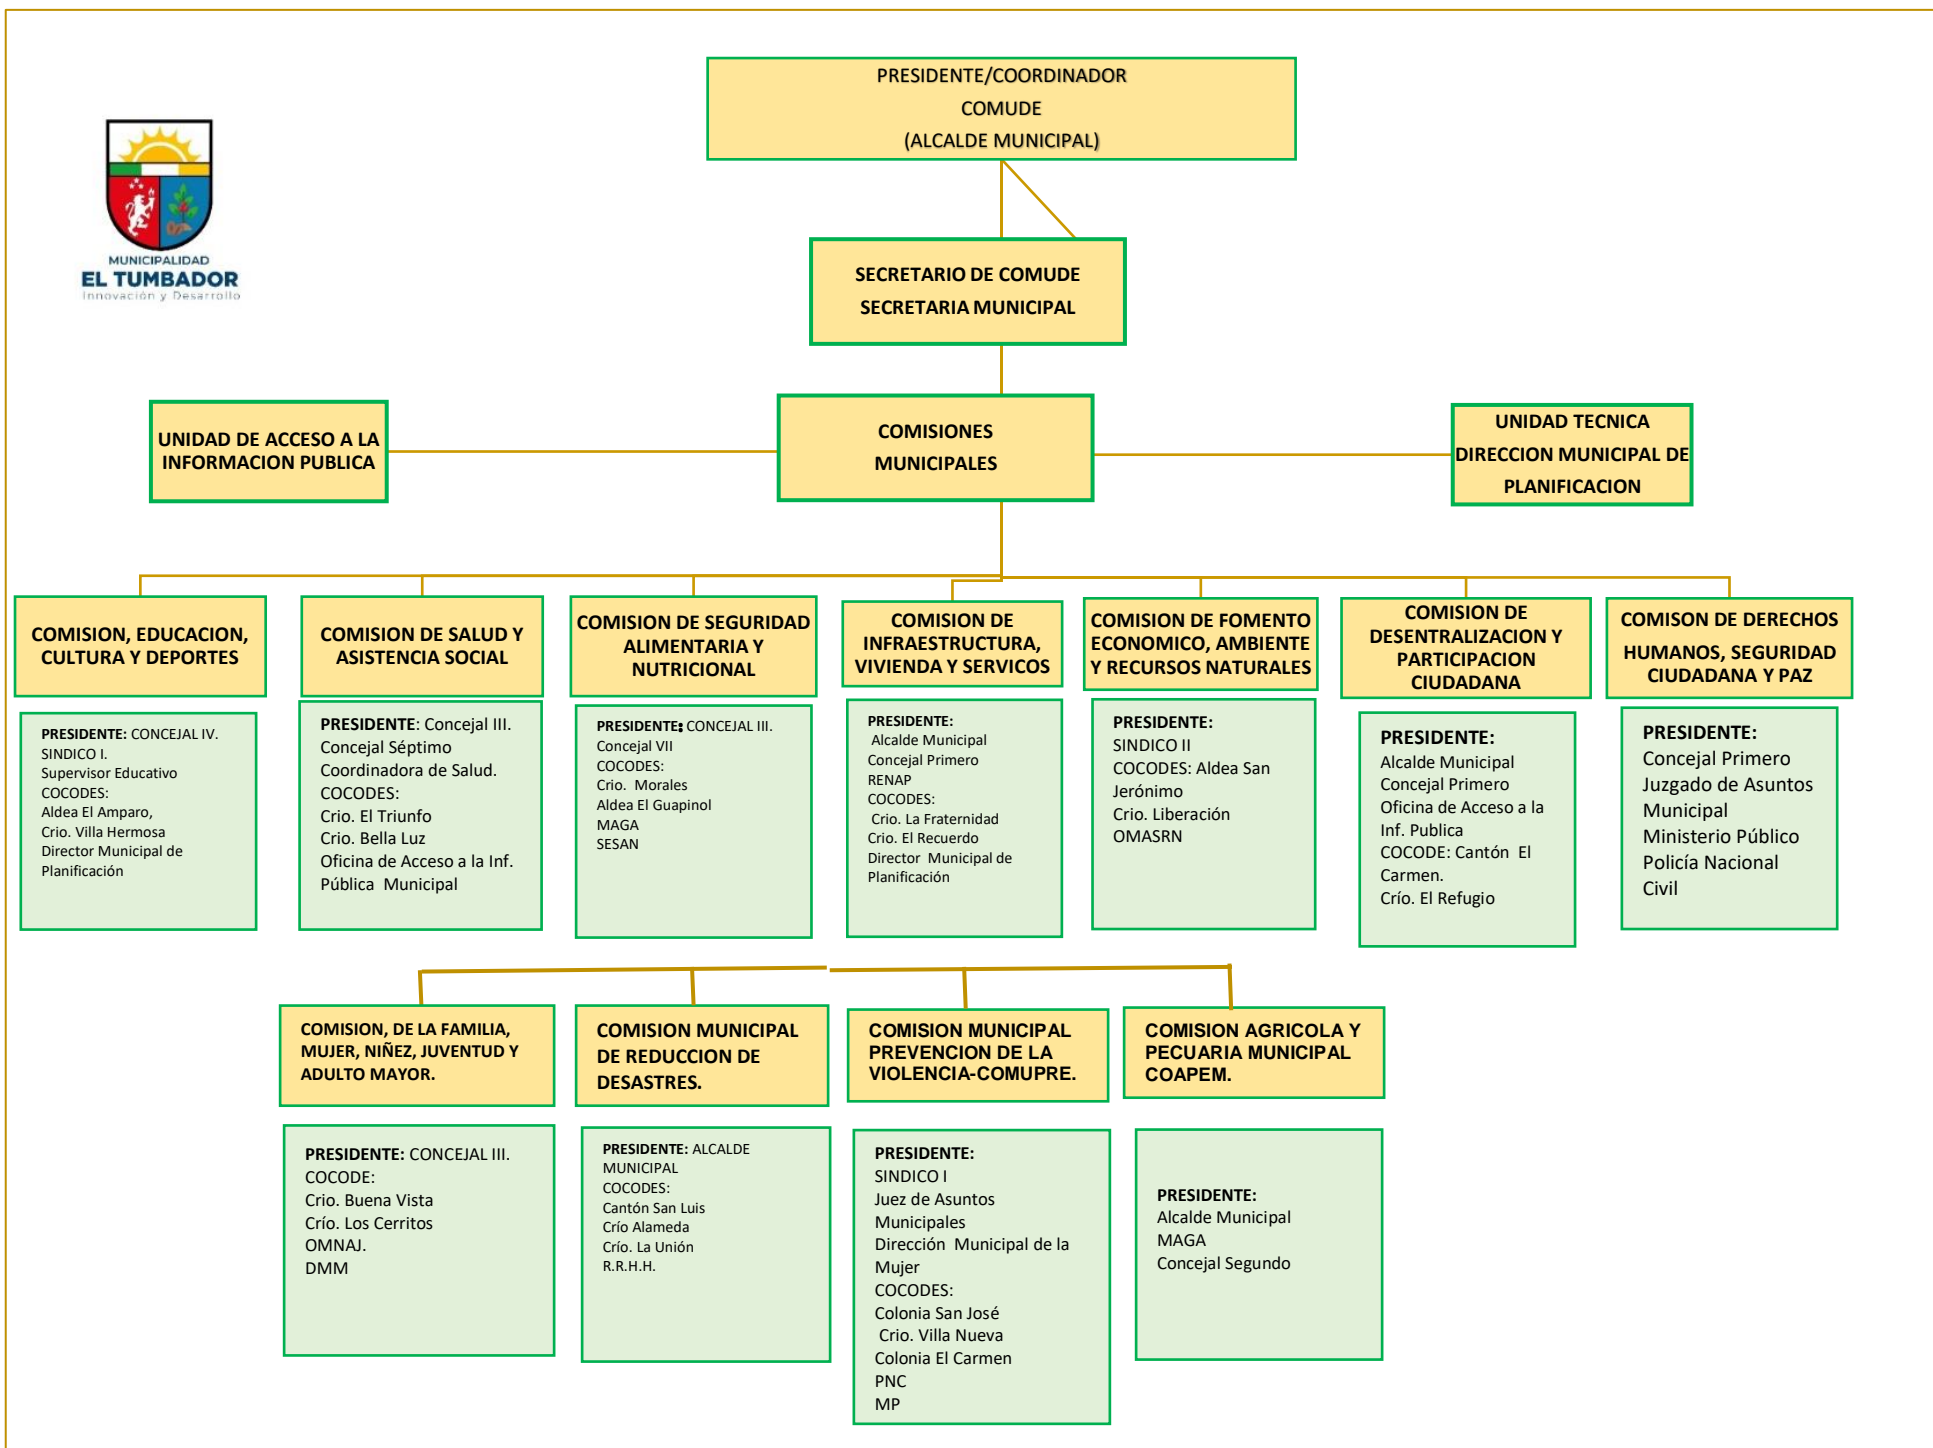 PRESIDENTE/COORDINADOR
COMUDE
(ALCALDE MUNICIPAL)
MUNICIPALIDAD
EL TUMBADOR
Innovación y Desarrollo
SECRETARIO DE COMUDE
SECRETARIA MUNICIPAL
UNIDAD DE ACCESO A LA
INFORMACION PUBLICA
COMISIONES
MUNICIPALES
UNIDAD TECNICA
DIRECCION MUNICIPAL DE
PLANIFICACION
COMISION, EDUCACION,
CULTURA Y DEPORTES
COMISION DE SALUD Y
ASISTENCIA SOCIAL
COMISION DE SEGURIDAD
ALIMENTARIA Y
NUTRICIONAL
COMISION DE
INFRAESTRUCTURA,
VIVIENDA Y SERVICOS
COMISION DE FOMENTO
ECONOMICO, AMBIENTE
Y RECURSOS NATURALES
COMISION DE
DESENTRALIZACION Y
PARTICIPACION
CIUDADANA
COMISON DE DERECHOS
HUMANOS, SEGURIDAD
CIUDADANA Y PAZ
PRESIDENTE: CONCEJAL IV.
SINDICO I.
Supervisor Educativo
COCODES:
Aldea El Amparo,
Crio. Villa Hermosa
Director Municipal de
Planificación
PRESIDENTE: Concejal III.
Concejal Séptimo
Coordinadora de Salud.
COCODES:
Crio. El Triunfo
Crio. Bella Luz
Oficina de Acceso a la Inf.
Pública  Municipal
PRESIDENTE: CONCEJAL III.
Concejal VII
COCODES:
Crio.  Morales
Aldea El Guapinol
MAGA
SESAN
PRESIDENTE:
Alcalde Municipal
Concejal Primero
RENAP
COCODES:
Crio. La Fraternidad
Crio. El Recuerdo
Director  Municipal de
Planificación
PRESIDENTE:
SINDICO II
COCODES: Aldea San
Jerónimo
Crio. Liberación
OMASRN
PRESIDENTE:
Alcalde Municipal
Concejal Primero
Oficina de Acceso a la
Inf. Publica
COCODE: Cantón  El
Carmen.
Crío. El Refugio
PRESIDENTE:
Concejal Primero
Juzgado de Asuntos
Municipal
Ministerio Público
Policía Nacional
Civil
COMISION, DE LA FAMILIA,
MUJER, NIÑEZ, JUVENTUD Y
ADULTO MAYOR.
COMISION MUNICIPAL
DE REDUCCION DE
DESASTRES.
COMISION MUNICIPAL
PREVENCION DE LA
VIOLENCIA-COMUPRE.
COMISION AGRICOLA Y
PECUARIA MUNICIPAL
COAPEM.
PRESIDENTE: CONCEJAL III.
COCODE:
Crio. Buena Vista
Crío. Los Cerritos
OMNAJ.
DMM
PRESIDENTE: ALCALDE
MUNICIPAL
COCODES:
Cantón San Luis
Crío Alameda
Crío. La Unión
R.R.H.H.
PRESIDENTE:
SINDICO I
Juez de Asuntos
Municipales
Dirección  Municipal de la
Mujer
COCODES:
Colonia San José
Crio. Villa Nueva
Colonia El Carmen
PNC
MP
PRESIDENTE:
Alcalde Municipal
MAGA
Concejal Segundo